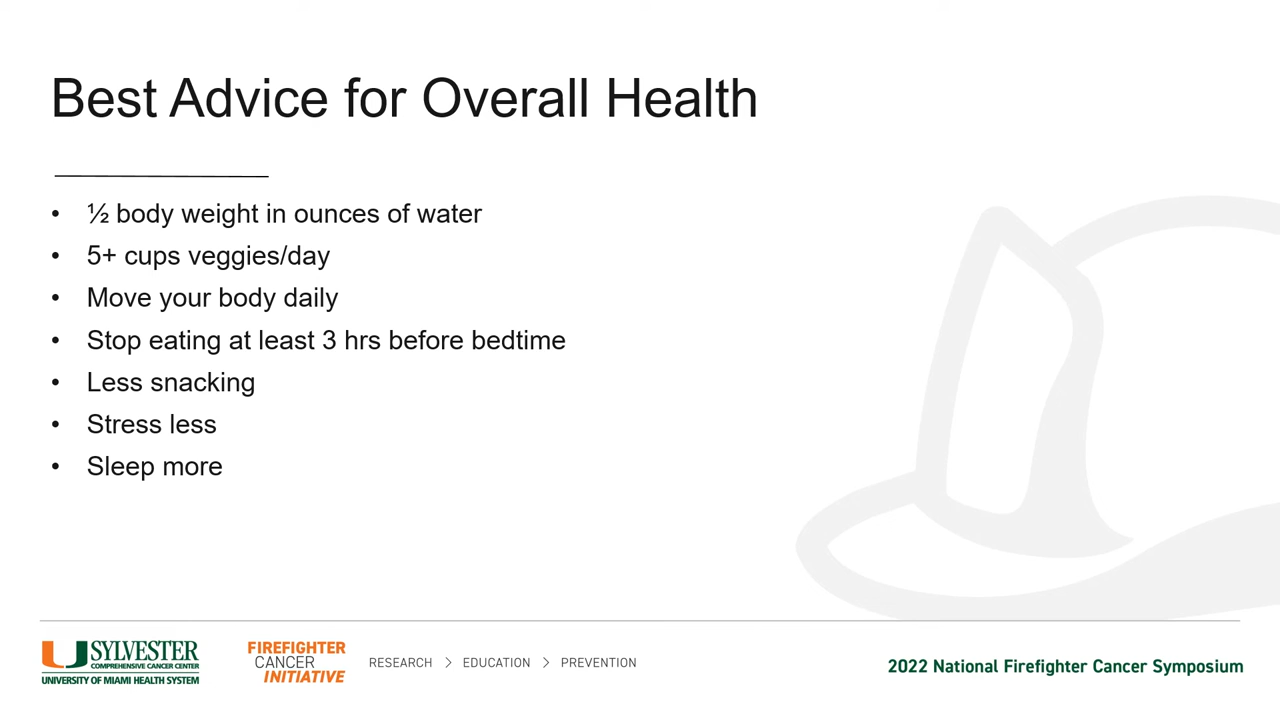 Best Advice for Overall Health
• ½ body weight in ounces of water
• 5+ cups veggies/day
• Move your body daily
• Stop eating at least 3 hrs before bedtime
• Less snacking
• Stress less
• Sleep more
SYLVESTER
COMPREHENSIVE CANCER CENTER
UNIVERSITY OF MIAMI HEALTH SYSTEM
FIREFIGHTER
CANCER
INITIATIVE
RESEARCH > EDUCATION > PREVENTION
2022 National Firefighter Cancer Symposium